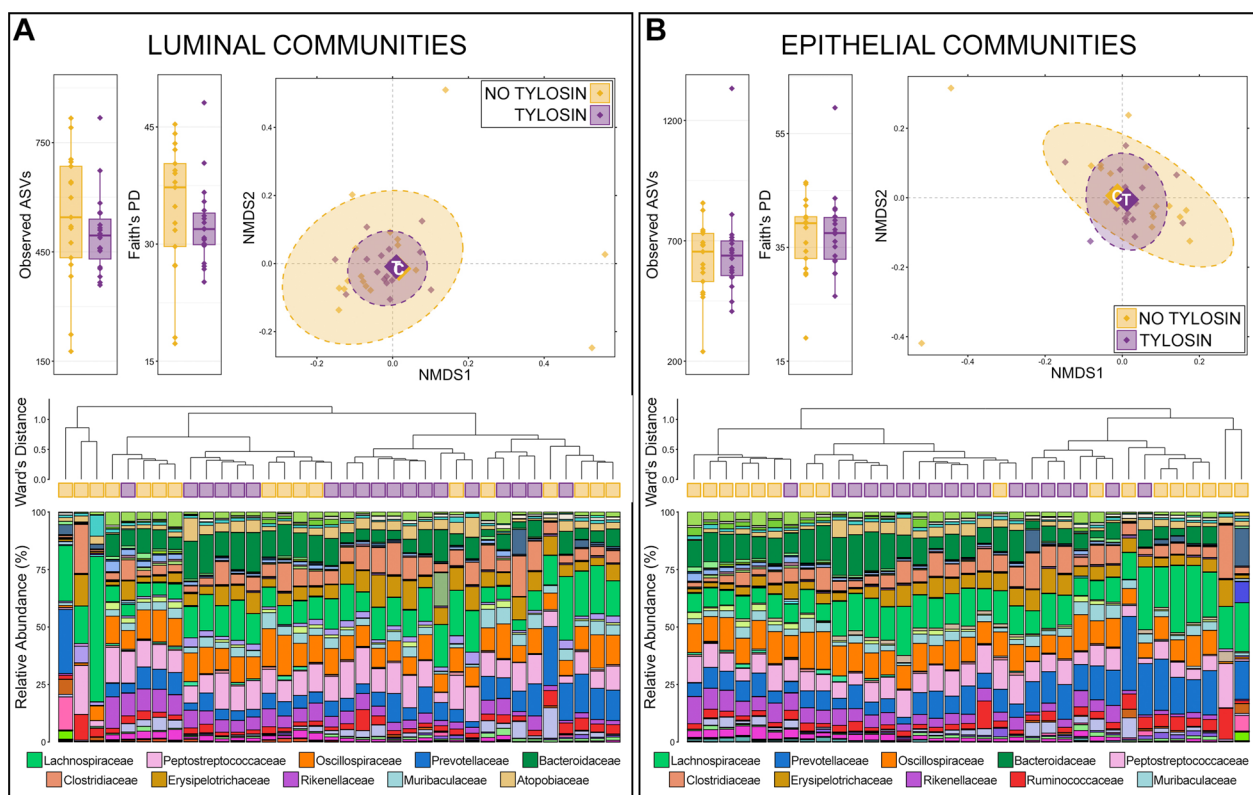 A
LUMINAL COMMUNITIES
Observed ASVs
750
450
150
Faith's PD
45
30
15
NMDS2
0.4
0.2
0.0
-0.2
NO TYLOSIN
TYLOSIN
T
C
-0.2
0.0
0.2
0.4
NMDS1
Ward's Distance
1.0
0.5
0.0
Relative Abundance (%)
100
75
50
25
0
Lachnospiraceae Peptostreptococcaceae Oscillospiraceae Prevotellaceae Bacteroidaceae
Clostridiaceae Erysipelotrichaceae Rikenellaceae Muribaculaceae Atopobiaceae
B
EPITHELIAL COMMUNITIES
Observed ASVs
1200
700
200
Faith's PD
55
35
15
NMDS2
0.2
0.0
-0.2
-0.4
C T
NO TYLOSIN
TYLOSIN
-0.4
-0.2
0.0
0.2
NMDS1
Ward's Distance
1.0
0.5
0.0
Relative Abundance (%)
100
75
50
25
0
Lachnospiraceae Prevotellaceae Oscillospiraceae Bacteroidaceae Peptostreptococcaceae
Clostridiaceae Erysipelotrichaceae Rikenellaceae Ruminococcaceae Muribaculaceae